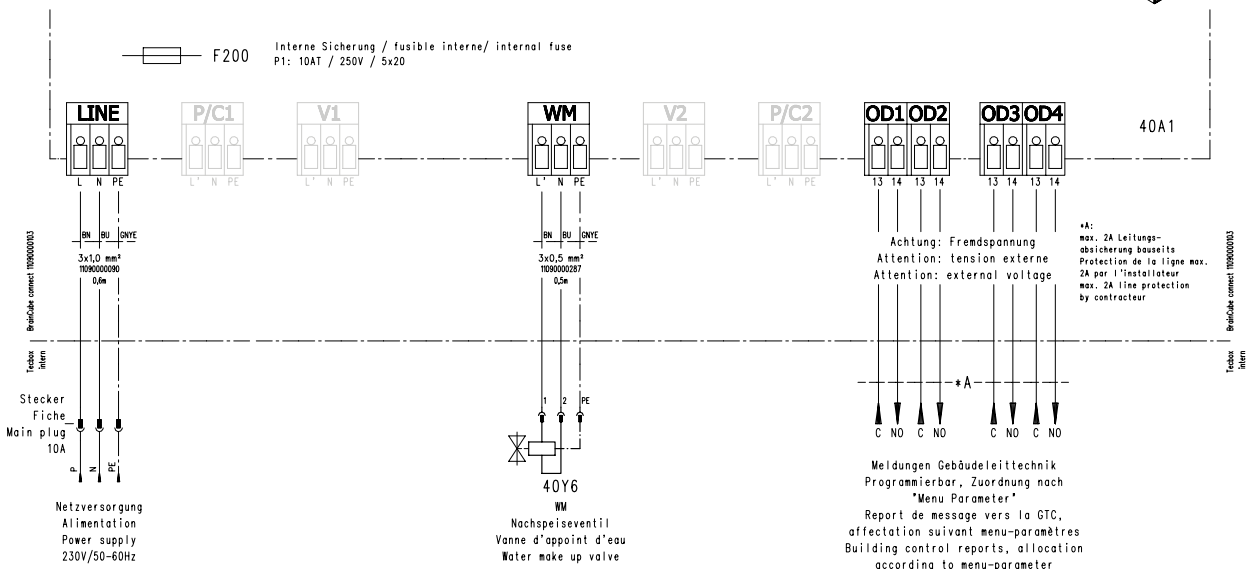 F200
Interne Sicherung / fusible interne/ internal fuse
P1: 10AT / 250V / 5x20
LINE
P/C1
V1
WM
V2
P/C2
OD1 OD2
OD3 OD4
40A1
L N PE
L' N PE
L' N PE
L' N PE
L' N PE
L' N PE
13 14 13 14
13 14 13 14
BN BU GNYE
3x1,0 mm²
11090000090
0,6m
BN BU GNYE
3x0,5 mm²
11090000287
0,5m
Achtung: Fremdspannung
Attention: tension externe
Attention: external voltage
*A:
max. 2A Leitungs-
absicherung bauseits
Protection de la ligne max.
2A par l'installateur
max. 2A line protection
by contracteur
BrainCube connect 11090000103
BrainCube connect 11090000103
Tecbox
intern
Tecbox
intern
Stecker
Fiche
Main plug
10A
P N PE
1 2 PE
*A
C NO C NO
C NO C NO
Netzversorgung
Alimentation
Power supply
230V/50-60Hz
40Y6
WM
Nachspeiseventil
Vanne d'appoint d'eau
Water make up valve
Meldungen Gebäudeleittechnik
Programmierbar, Zuordnung nach
"Menu Parameter"
Report de message vers la GTC,
affectation suivant menu-paramètres
Building control reports, allocation
according to menu-parameter